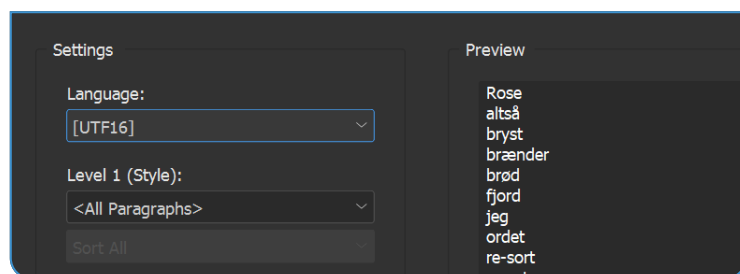 Settings
Language:
[UTF16]
Level 1 (Style):
<All Paragraphs>
Sort All
Preview
Rose
altså
bryst
brænder
brød
fjord
jeg
ordet
re-sort